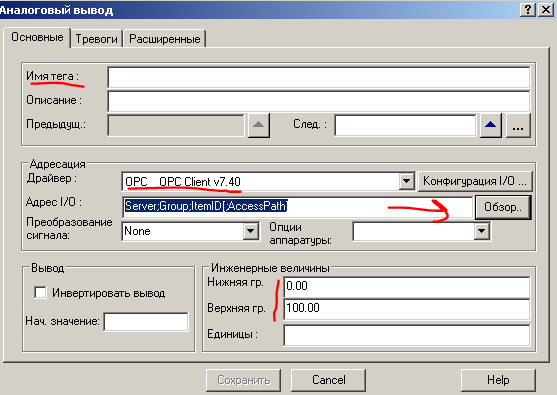 Аналоговый вывод
Основные Тревоги Расширенные
Имя тега :
Описание :
Предыдущ.: След. : ...
Адресация
Драйвер : OPC OPC Client v7.40 Конфигурация I/O ...
Адрес I/O : Server;Group;ItemID[;AccessPath] Обзор..
Преобразование сигнала: None Опции аппаратуры:
Вывод
Инвертировать вывод
Нач. значение:
Инженерные величины
Нижняя гр. 0.00
Верхняя гр. 100.00
Единицы :
Сохранить Cancel Help